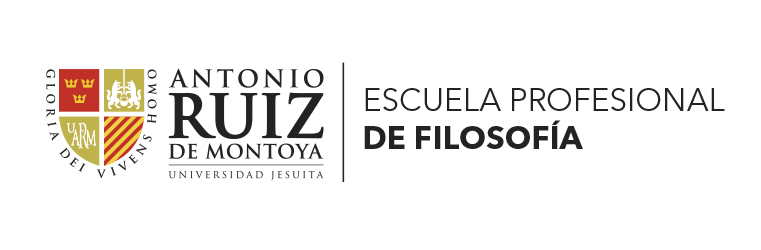 GLORIA DEI VIVENS HOMO
UARM
ANTONIO
RUIZ
DE MONTOYA
UNIVERSIDAD JESUITA
ESCUELA PROFESIONAL
DE FILOSOFÍA